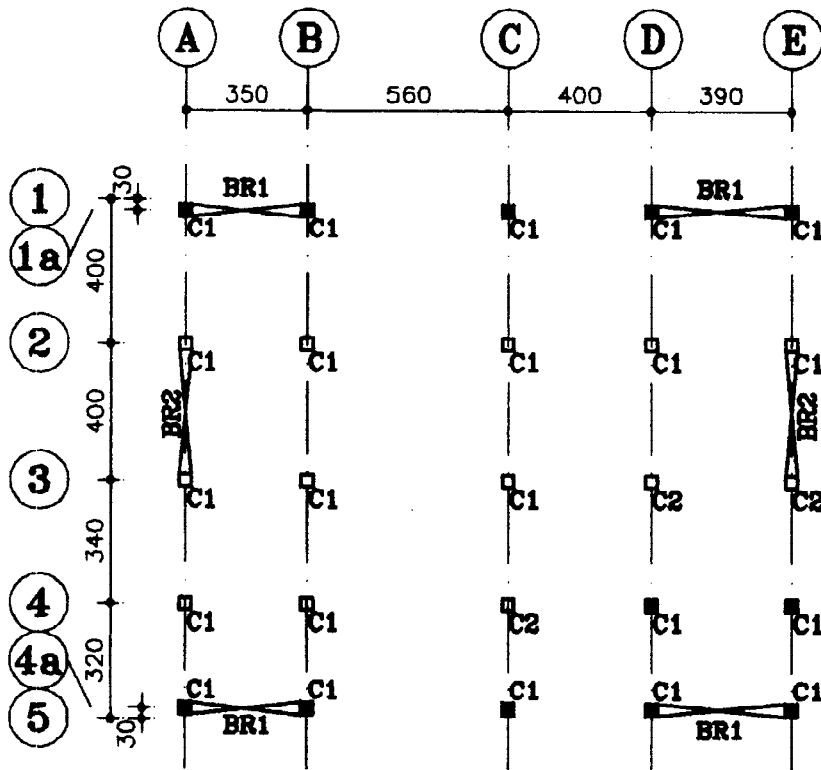 A B C D E
350 560 400 390
30
1 BR1 BR1
C1 C1 C1 C1 C1
1a
400
2
C1 C1 C1 C1 C1
400 BR2 BR2
3
C1 C1 C1 C2 C2
340
4
C1 C1 C2 C1 C1
320
4a
C1 C1 C1 C1 C1
5
30 BR1 BR1